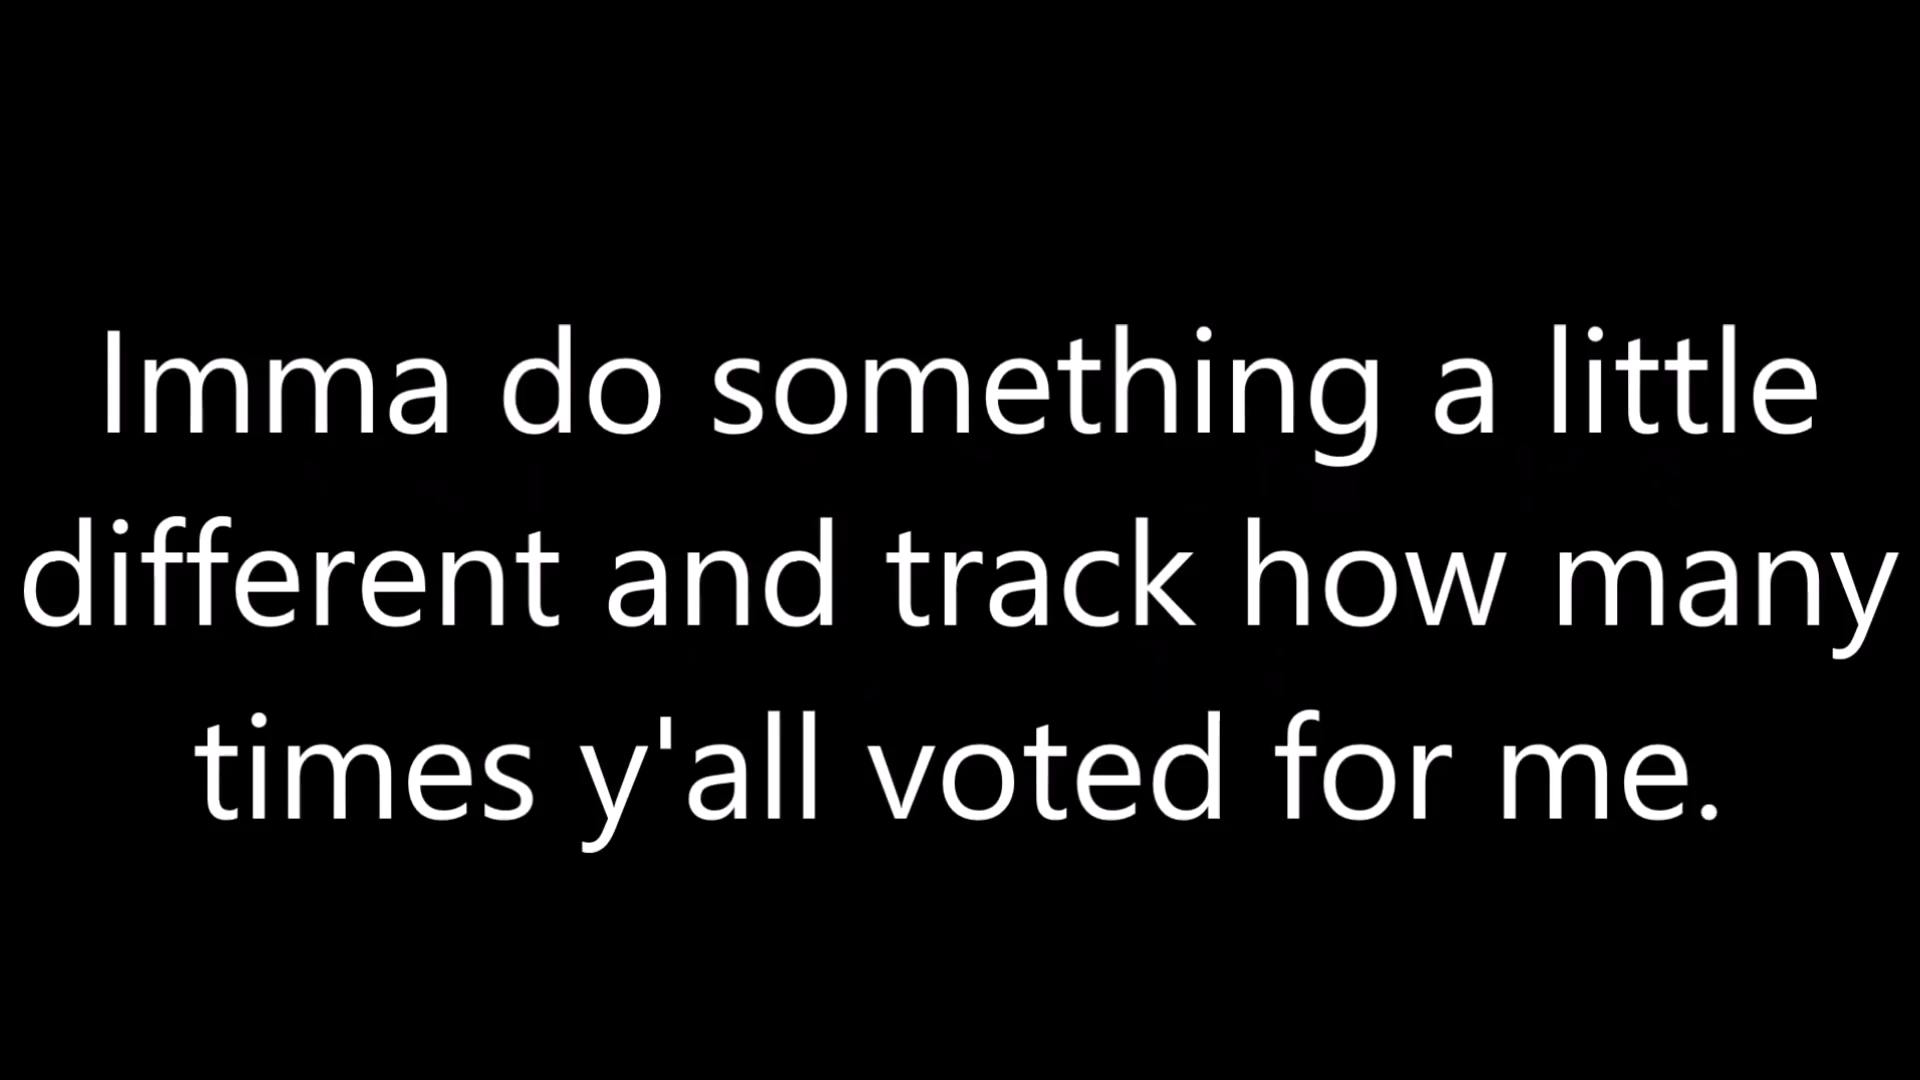 Imma do something a little
different and track how many
times y'all voted for me.